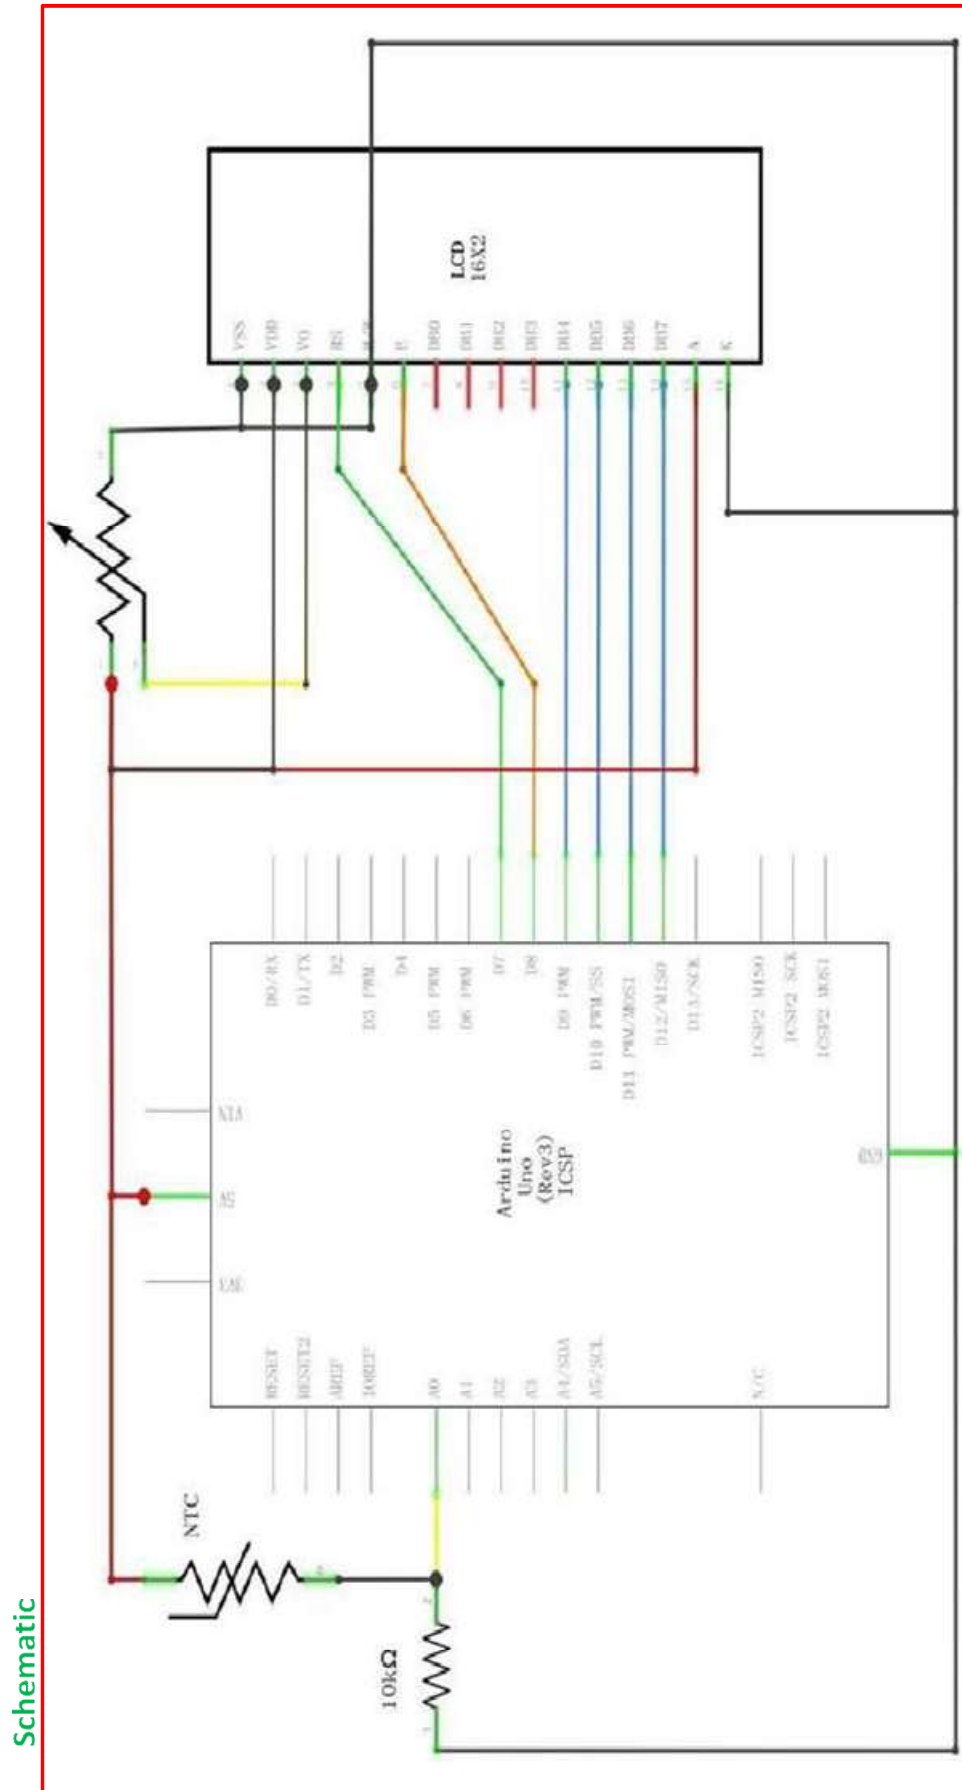 Schematic
LCD
16X2
VSS
VDD
VO
RS
E
DB0
DB1
DB2
DB3
DB4
DB5
DB6
DB7
A
K
D0/RX
D1/TX
D2
D3 PWM
D4
D5 PWM
D6 PWM
D7
D8
D9 PWM
D10 PWM/SS
D11 PWM/MOSI
D12/MISO
D13/SCK
ICSP2 MISO
ICSP2 SCK
ICSP2 MOSI
VIN
5V
3V3
GND
Arduino
Uno
(Rev3)
ICSP
RESET
RESET2
AREF
IOREF
A0
A1
A2
A3
A4/SDA
A5/SCL
N/C
NTC
10kΩ